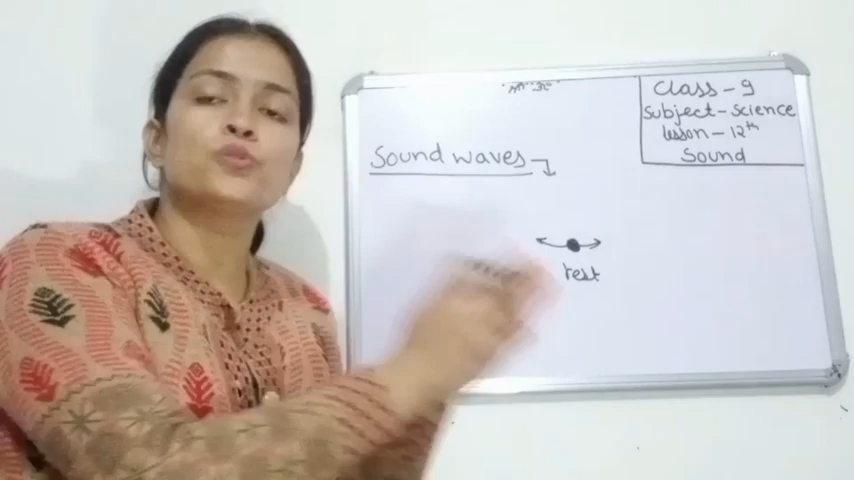 Class - 9
Subject - Science
lesson - 12th
Sound
Sound waves
rest